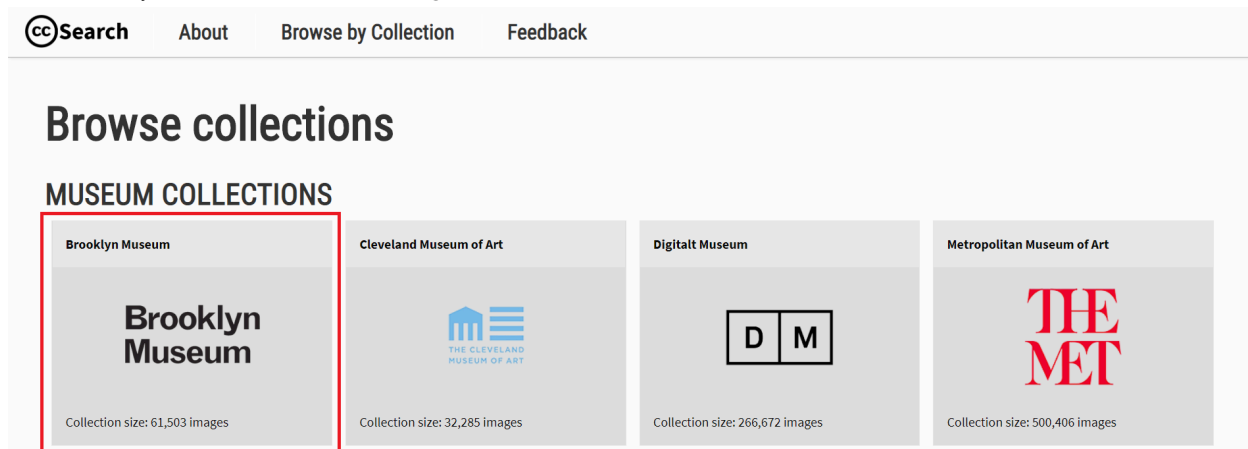 cc Search About Browse by Collection Feedback
Browse collections
MUSEUM COLLECTIONS
Brooklyn Museum Cleveland Museum of Art Digitalt Museum Metropolitan Museum of Art
Brooklyn
Museum
THE CLEVELAND
MUSEUM OF ART
D M
THE
MET
Collection size: 61,503 images Collection size: 32,285 images Collection size: 266,672 images Collection size: 500,406 images